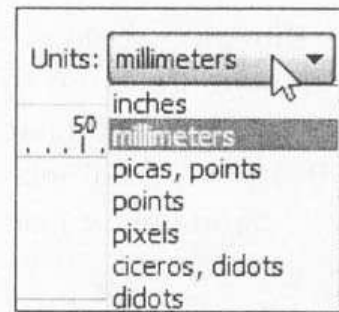 Units: millimeters
inches
50
millimeters
picas, points
points
pixels
ciceros, didots
didots